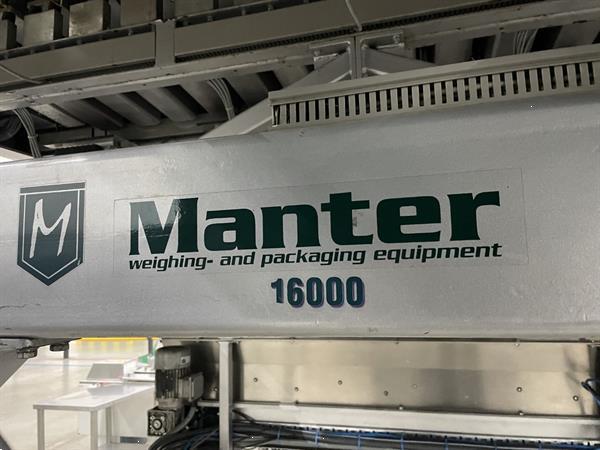 M
Manter
weighing- and packaging equipment
16000